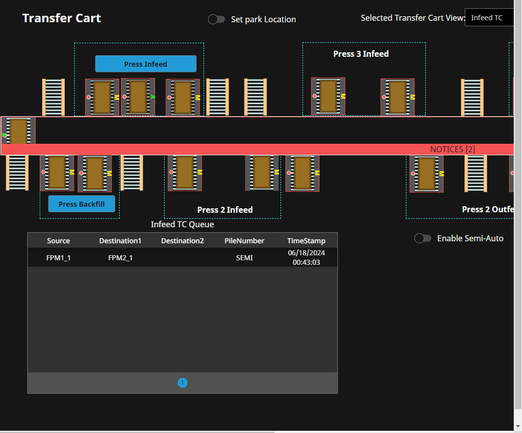 Transfer Cart
Set park Location
Selected Transfer Cart View:
Infeed TC
Press Infeed
Press 3 Infeed
NOTICES [2]
Press Backfill
Press 2 Infeed
Press 2 Outfe
Infeed TC Queue
Enable Semi-Auto
Source Destination1 Destination2 PileNumber TimeStamp
FPM1_1 FPM2_1 SEMI 06/18/2024
00:43:03
1